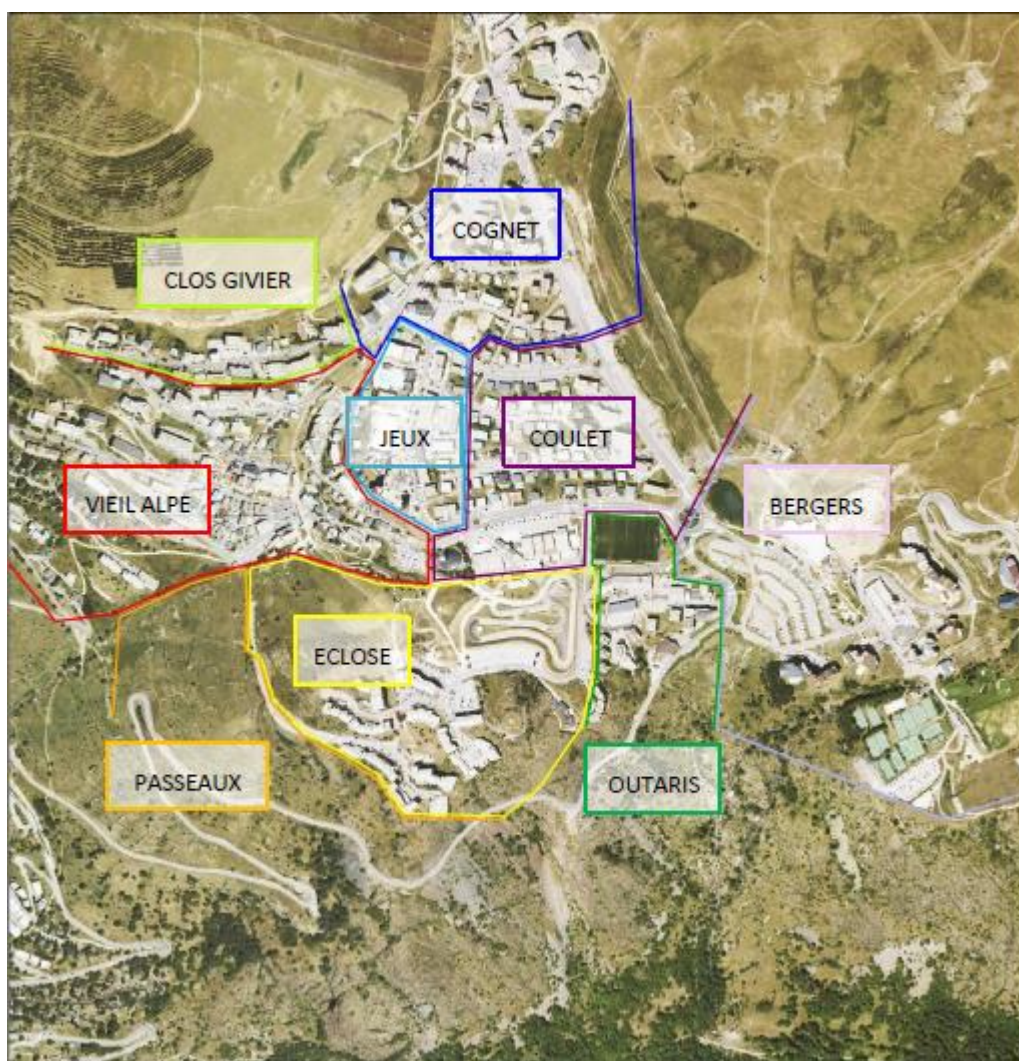 COGNET
CLOS GIVIER
JEUX
COULET
VIEIL ALPE
BERGERS
ECLOSE
PASSEAUX
OUTARIS